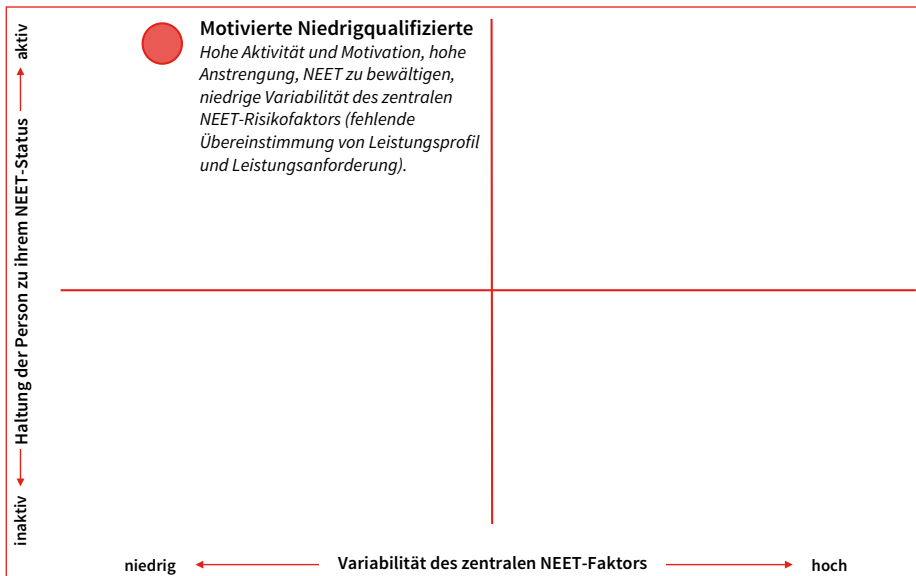 Motivierte Niedrigqualifizierte
Hohe Aktivität und Motivation, hohe
Anstrengung, NEET zu bewältigen,
niedrige Variabilität des zentralen
NEET-Risikofaktors (fehlende
Übereinstimmung von Leistungsprofil
und Leistungsanforderung).
aktiv
Haltung der Person zu ihrem NEET-Status
inaktiv
niedrig
Variabilität des zentralen NEET-Faktors
hoch